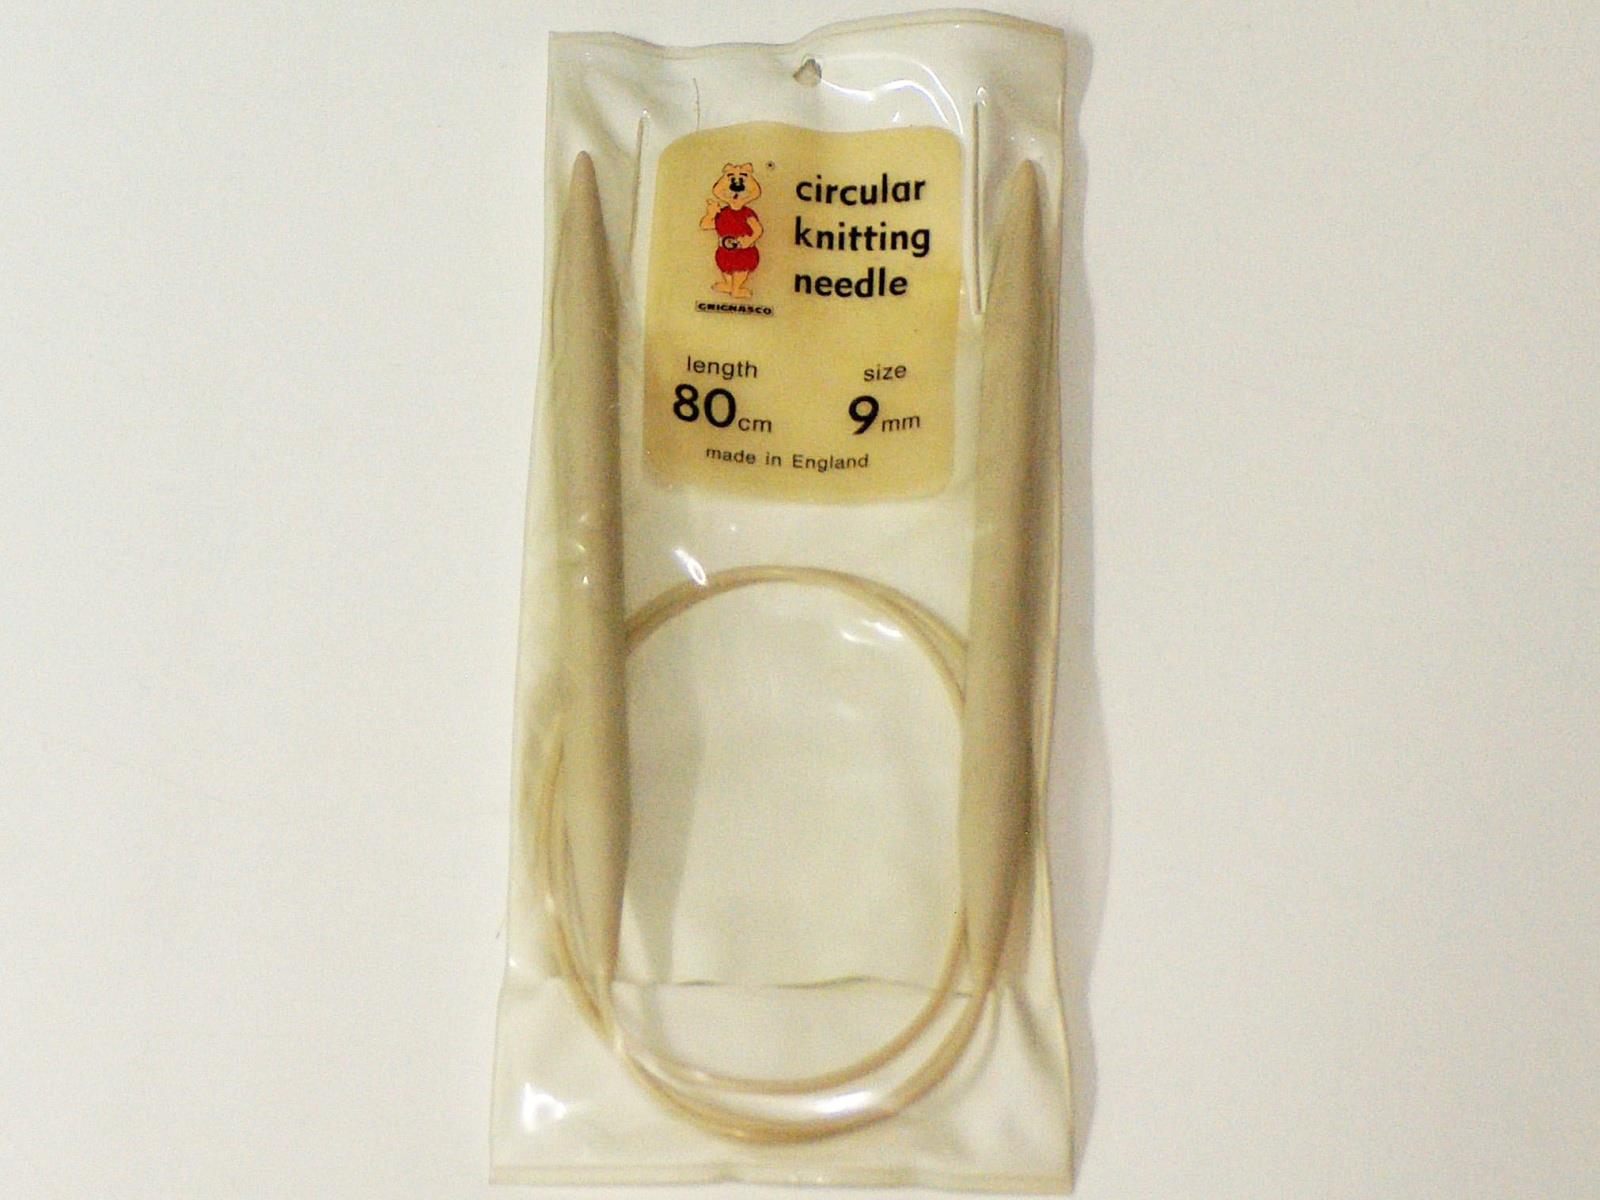 circular
knitting
needle
G
GRIGNASCO
length
size
80cm
9mm
made in England